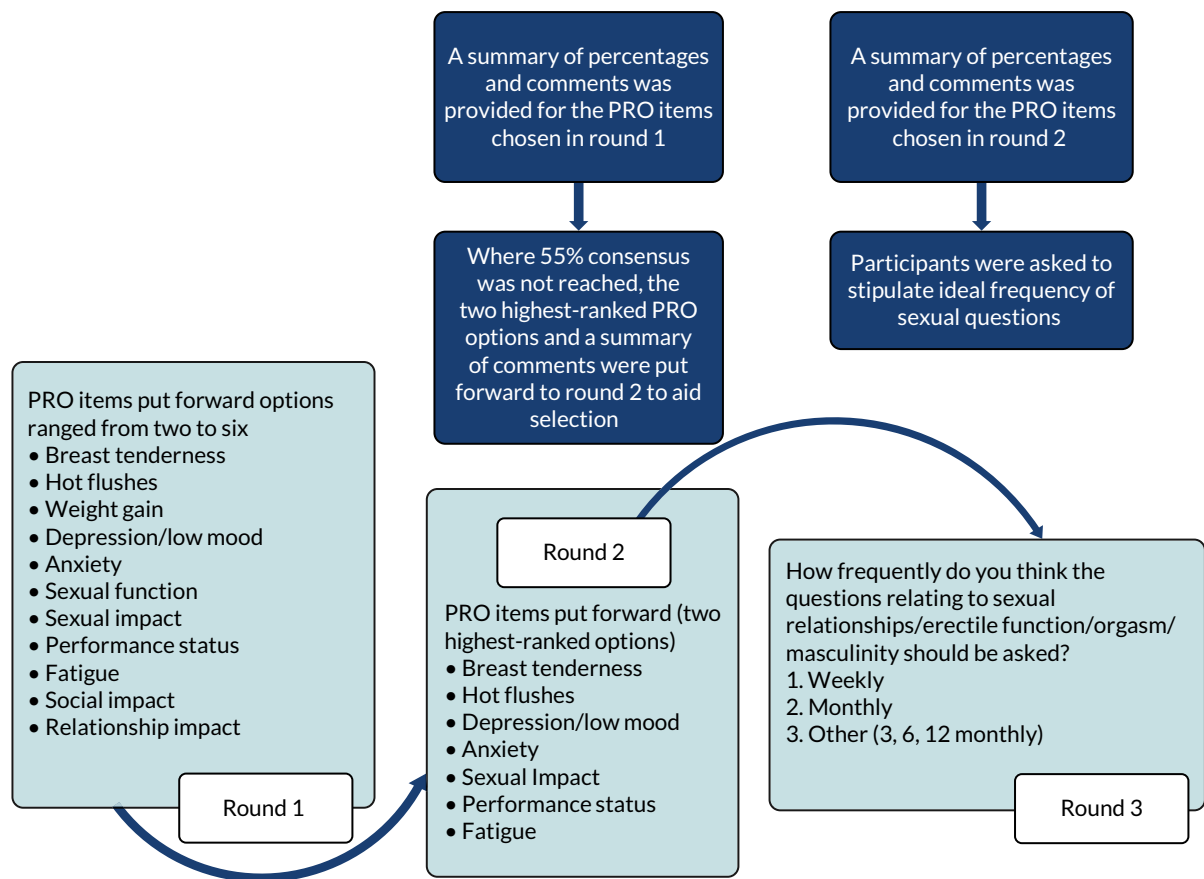 A summary of percentages
and comments was
provided for the PRO items
chosen in round 1
A summary of percentages
and comments was
provided for the PRO items
chosen in round 2
Where 55% consensus
was not reached, the
two highest-ranked PRO
options and a summary
of comments were put
forward to round 2 to aid
selection
Participants were asked to
stipulate ideal frequency of
sexual questions
PRO items put forward options
ranged from two to six
• Breast tenderness
• Hot flushes
• Weight gain
• Depression/low mood
• Anxiety
• Sexual function
• Sexual impact
• Performance status
• Fatigue
• Social impact
• Relationship impact
Round 1
Round 2
PRO items put forward (two
highest-ranked options)
• Breast tenderness
• Hot flushes
• Depression/low mood
• Anxiety
• Sexual Impact
• Performance status
• Fatigue
How frequently do you think the
questions relating to sexual
relationships/erectile function/orgasm/
masculinity should be asked?
1. Weekly
2. Monthly
3. Other (3, 6, 12 monthly)
Round 3